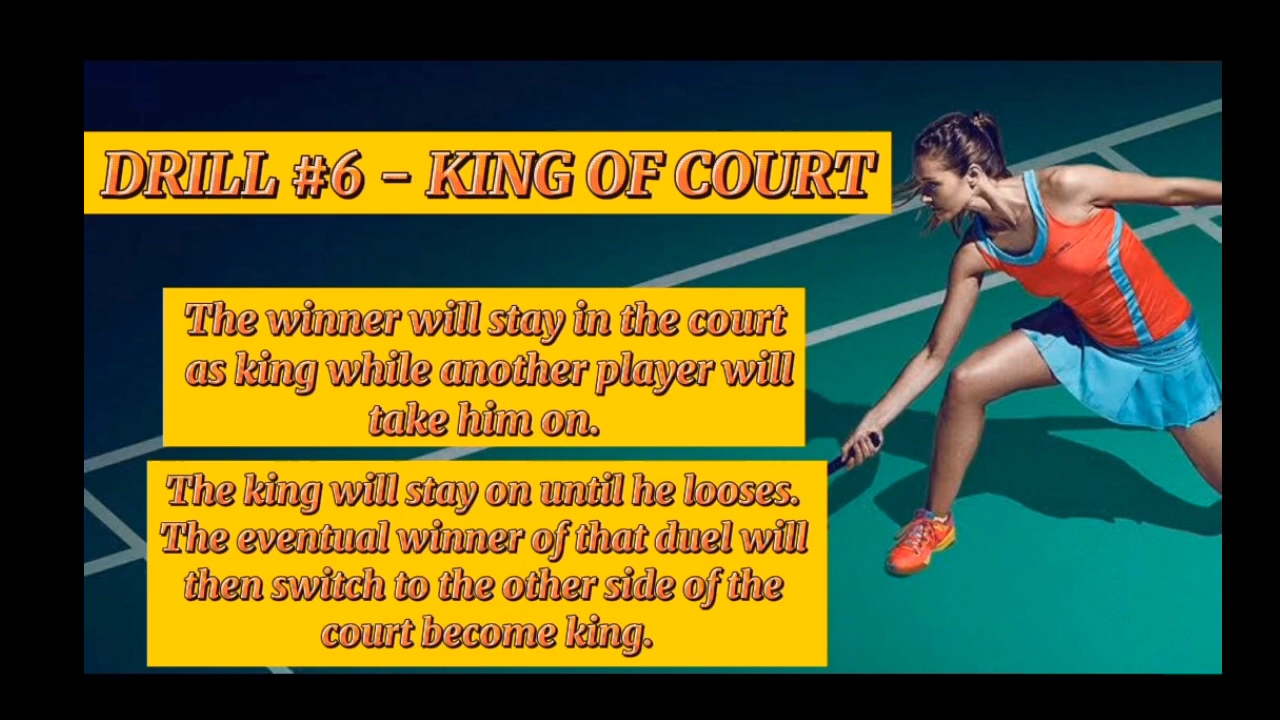 DRILL #6 – KING OF COURT
The winner will stay in the court
as king while another player will
take him on.
The king will stay on until he looses.
The eventual winner of that duel will
then switch to the other side of the
court become king.